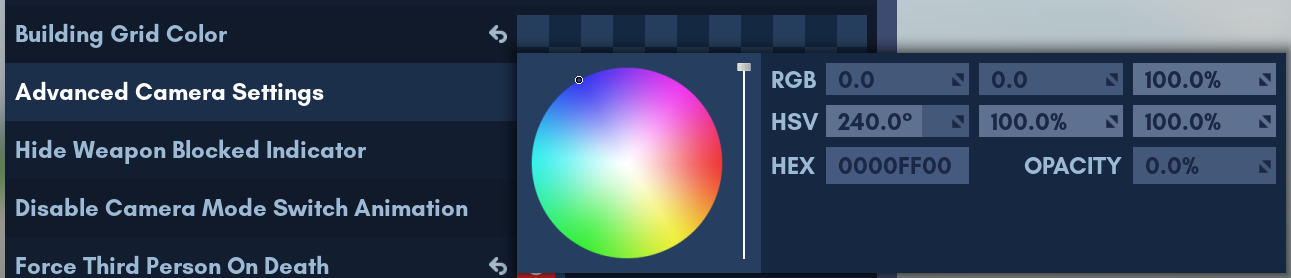 Building Grid Color
Advanced Camera Settings
Hide Weapon Blocked Indicator
Disable Camera Mode Switch Animation
Force Third Person On Death
RGB 0.0 0.0 100.0%
HSV 240.0° 100.0% 100.0%
HEX 0000FF00 OPACITY 0.0%